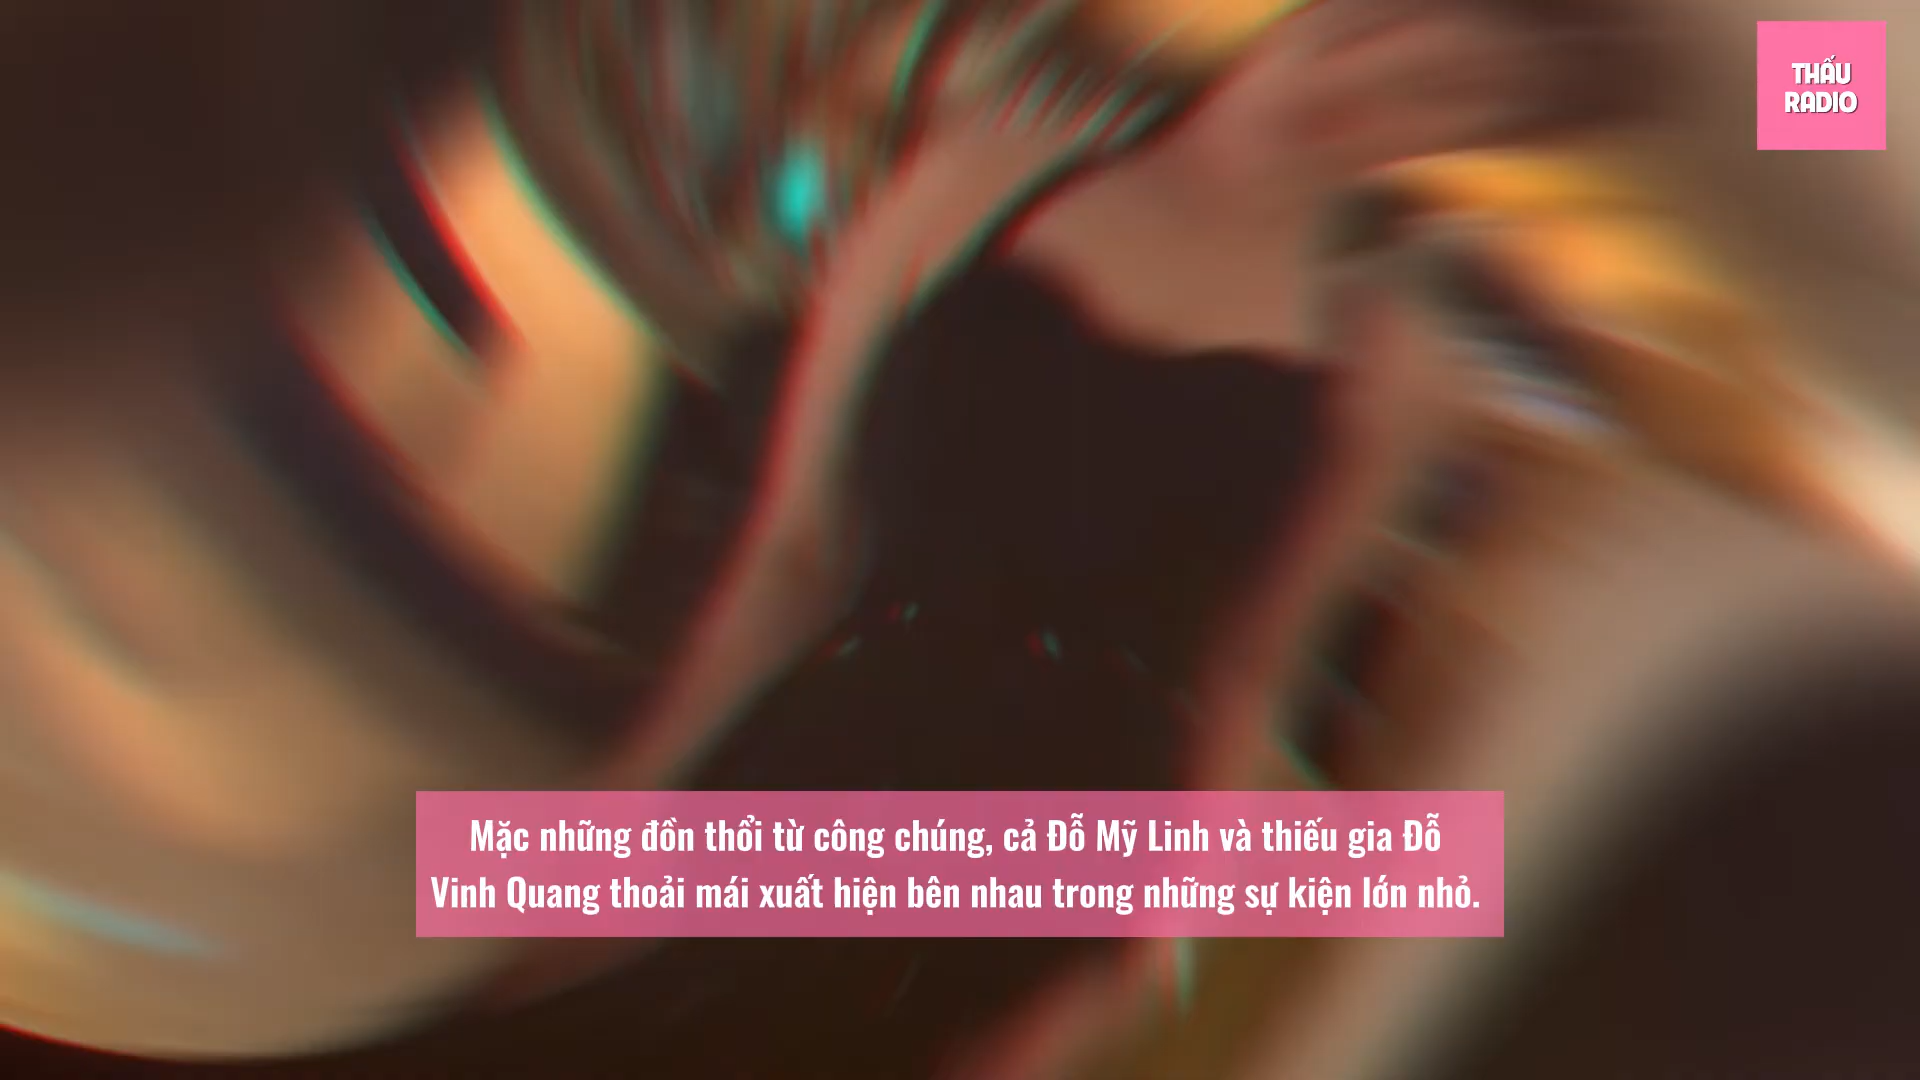 THẤU
RADIO
Mặc những đồn thổi từ công chúng, cả Đỗ Mỹ Linh và thiếu gia Đỗ
Vinh Quang thoải mái xuất hiện bên nhau trong những sự kiện lớn nhỏ.